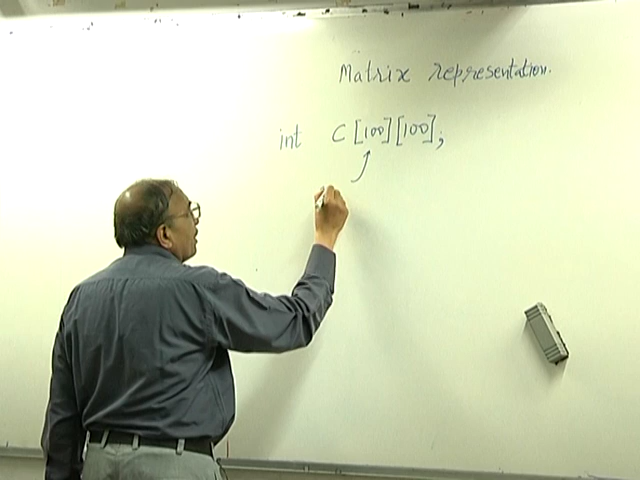 Matrix representation.
int C[100][100];